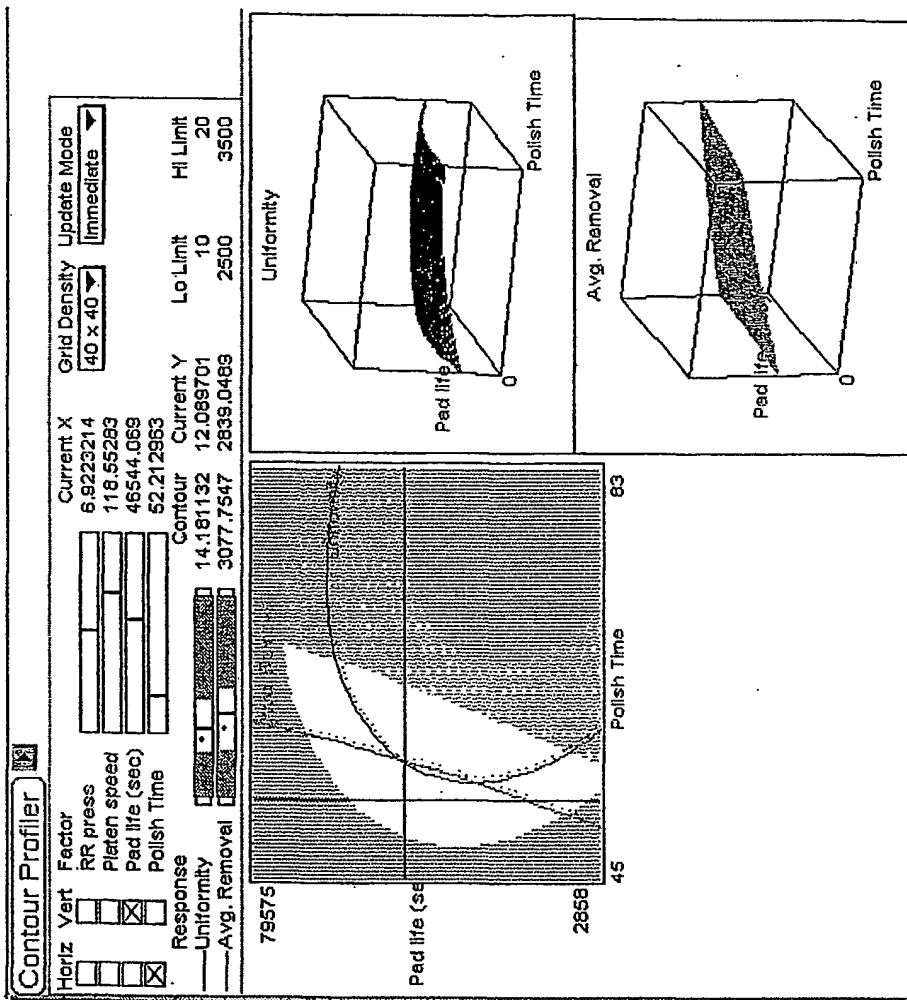 Contour Profiler
Horiz Vert Factor Current X Grid Density Update Mode
RR press 6.9223214 40 x 40 Immediate
Platen speed 118.55283
Pad life (sec) 46544.069
Polish Time 52.212963
Response Contour Current Y Lo Limit Hi Limit
Uniformity 14.181132 12.089701 10 20
Avg. Removal 3077.7547 2839.0489 2500 3500
79575
Pad life (se
2858
45 Polish Time 83
Uniformity
Pad life
0
Polish Time
Avg. Removal
Pad life
0
Polish Time